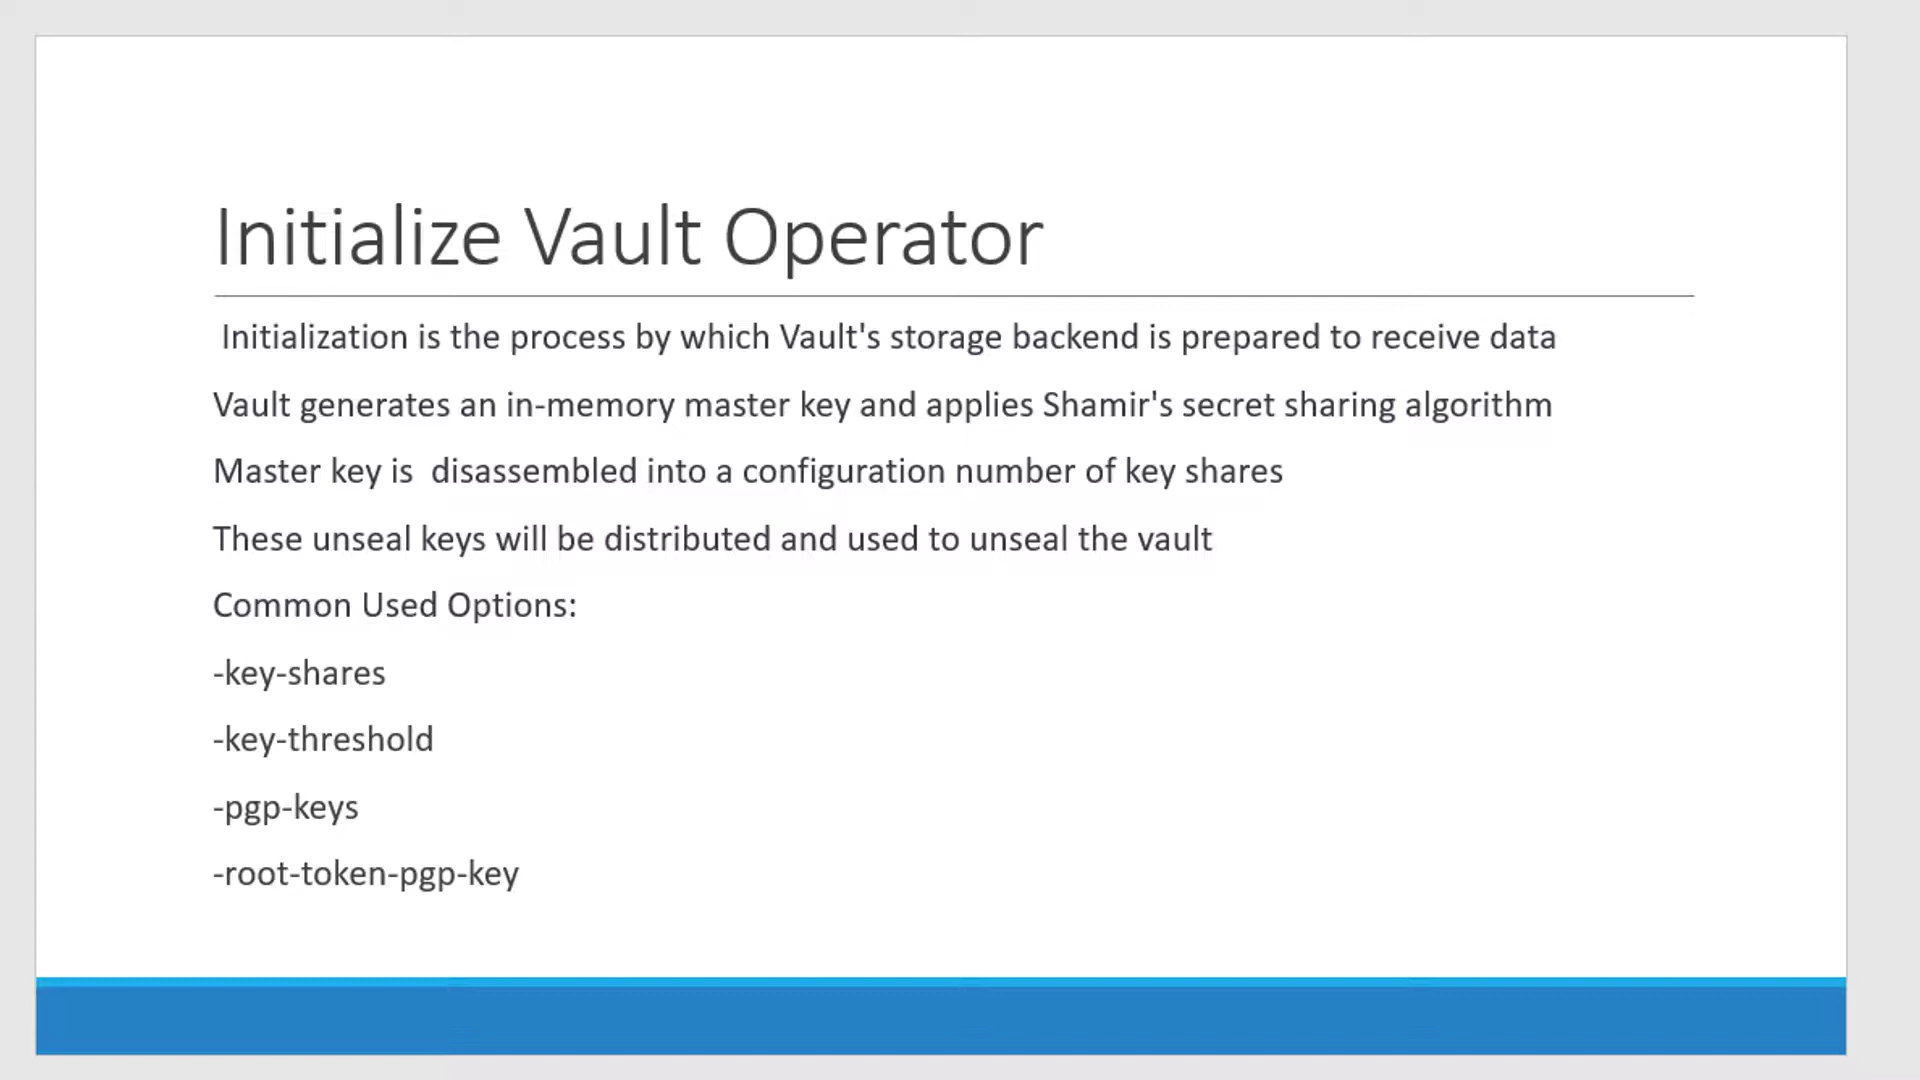 Initialize Vault Operator
Initialization is the process by which Vault's storage backend is prepared to receive data
Vault generates an in-memory master key and applies Shamir's secret sharing algorithm
Master key is  disassembled into a configuration number of key shares
These unseal keys will be distributed and used to unseal the vault
Common Used Options:
-key-shares
-key-threshold
-pgp-keys
-root-token-pgp-key